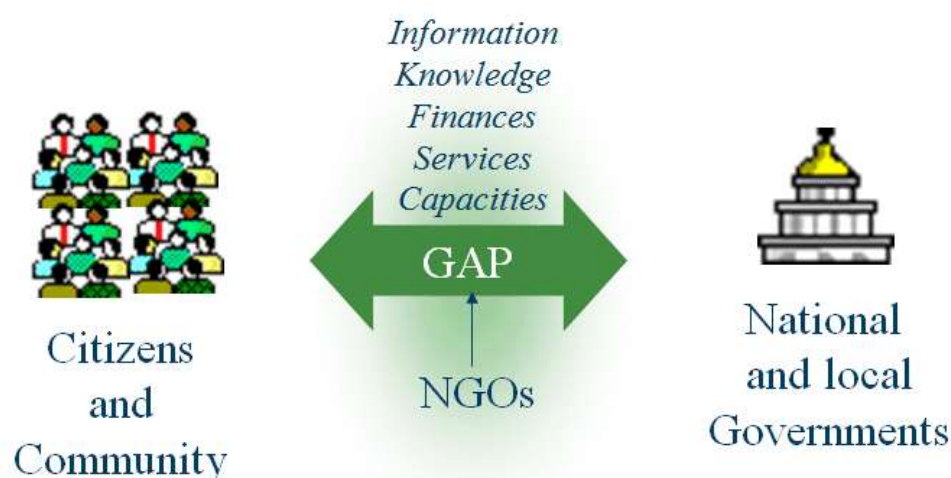 Information
Knowledge
Finances
Services
Capacities
GAP
NGOs
Citizens
and
Community
National
and local
Governments